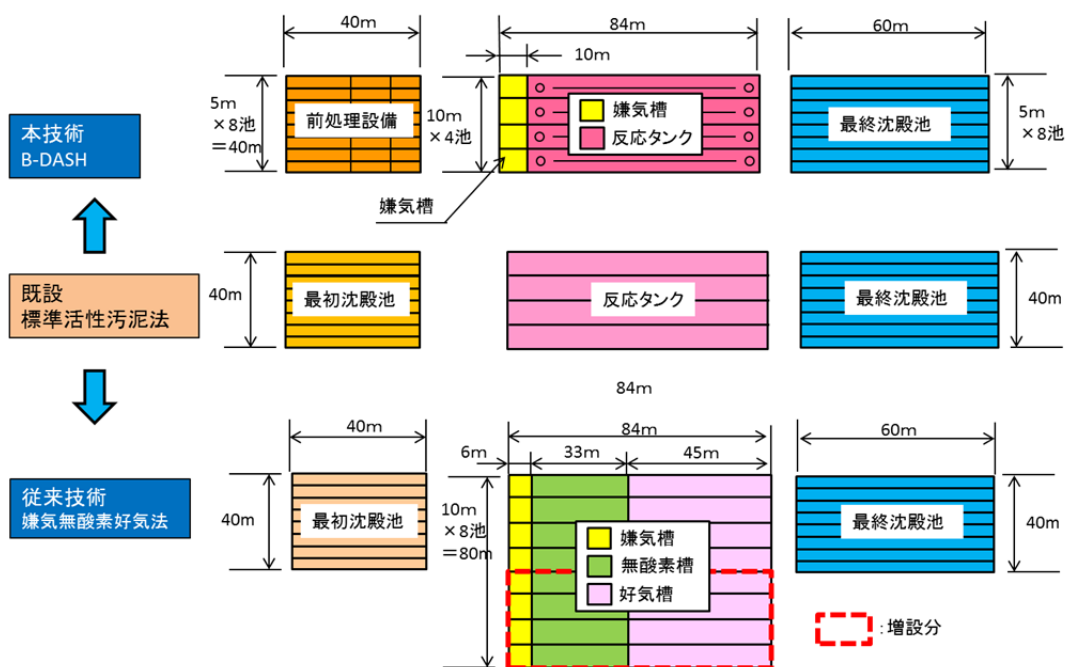 40m
84m
60m
10m
5m
×8池
=40m
10m
×4池
5m
×8池
本技術
B-DASH
前処理設備
嫌気槽
反応タンク
最終沈殿池
嫌気槽
既設
標準活性汚泥法
40m
最初沈殿池
反応タンク
最終沈殿池
40m
84m
40m
84m
60m
6m
33m
45m
従来技術
嫌気無酸素好気法
40m
最初沈殿池
10m
×8池
=80m
嫌気槽
無酸素槽
好気槽
最終沈殿池
40m
:増設分